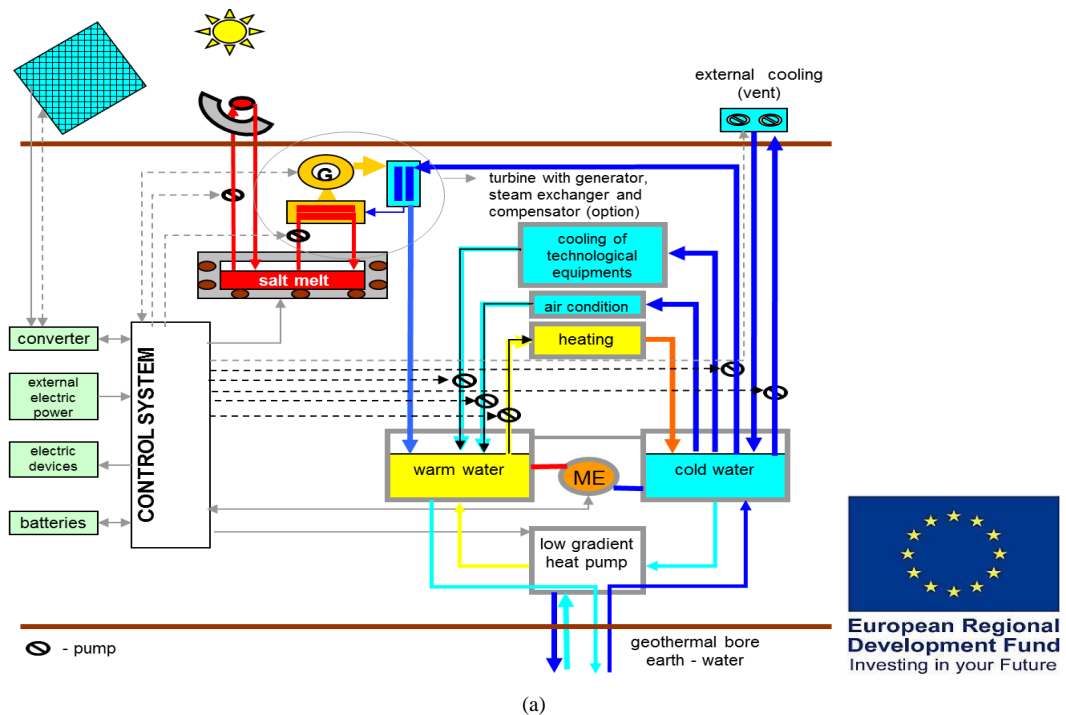 external cooling
(vent)
G
turbine with generator,
steam exchanger and
compensator (option)
cooling of
technological
equipments
salt melt
air condition
converter
heating
external
electric
power
CONTROL SYSTEM
electric
devices
warm water
ME
cold water
batteries
low gradient
heat pump
- pump
geothermal bore
earth - water
European Regional
Development Fund
Investing in your Future
(a)